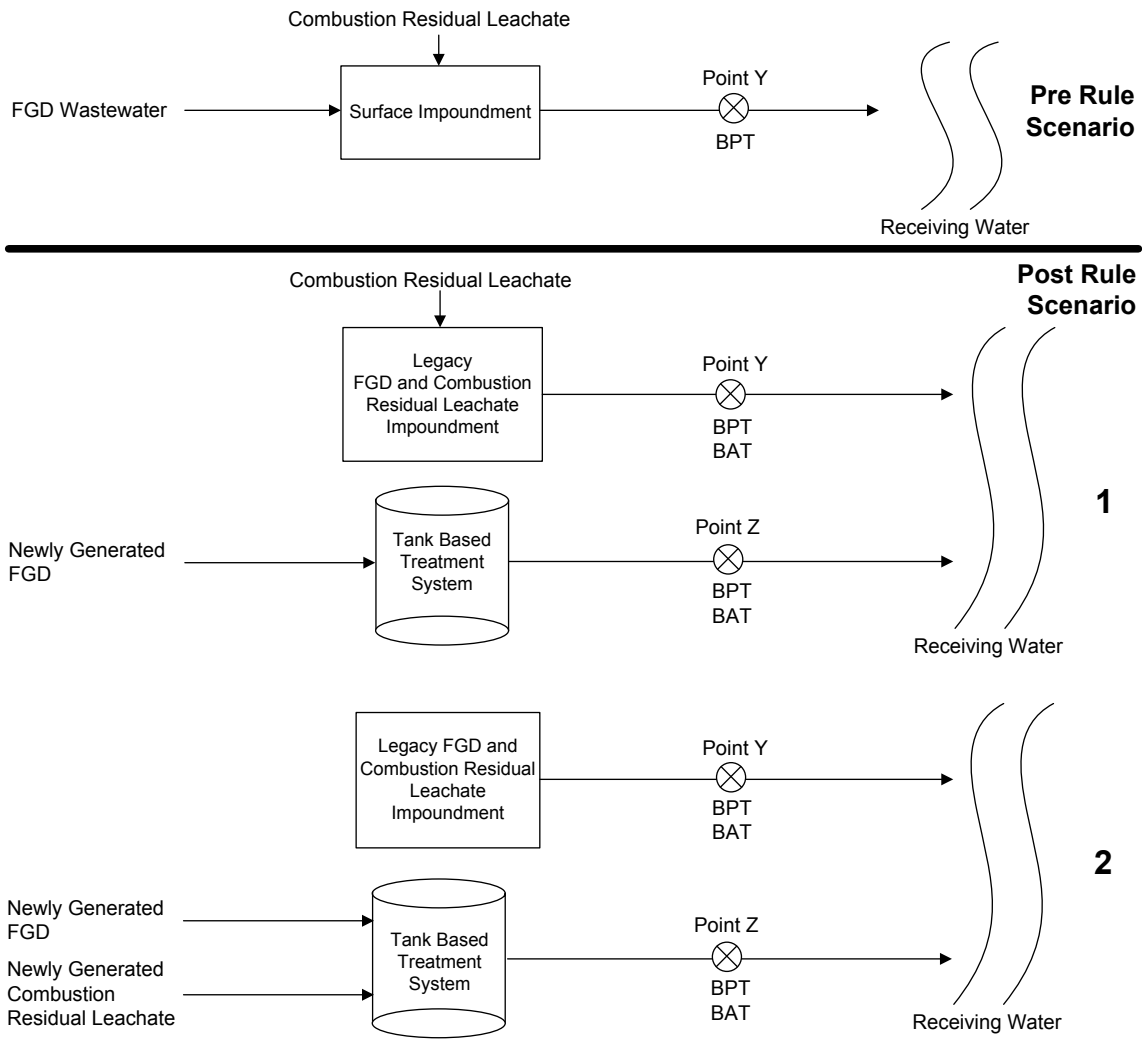 Combustion Residual Leachate
FGD Wastewater
Surface Impoundment
Point Y
BPT
Receiving Water
Pre Rule
Scenario
Post Rule
Scenario
Combustion Residual Leachate
Legacy
FGD and Combustion
Residual Leachate
Impoundment
Point Y
BPT
BAT
Newly Generated
FGD
Tank Based
Treatment
System
Point Z
BPT
BAT
Receiving Water
1
Legacy FGD and
Combustion Residual
Leachate
Impoundment
Point Y
BPT
BAT
Newly Generated
FGD
Newly Generated
Combustion
Residual Leachate
Tank Based
Treatment
System
Point Z
BPT
BAT
Receiving Water
2